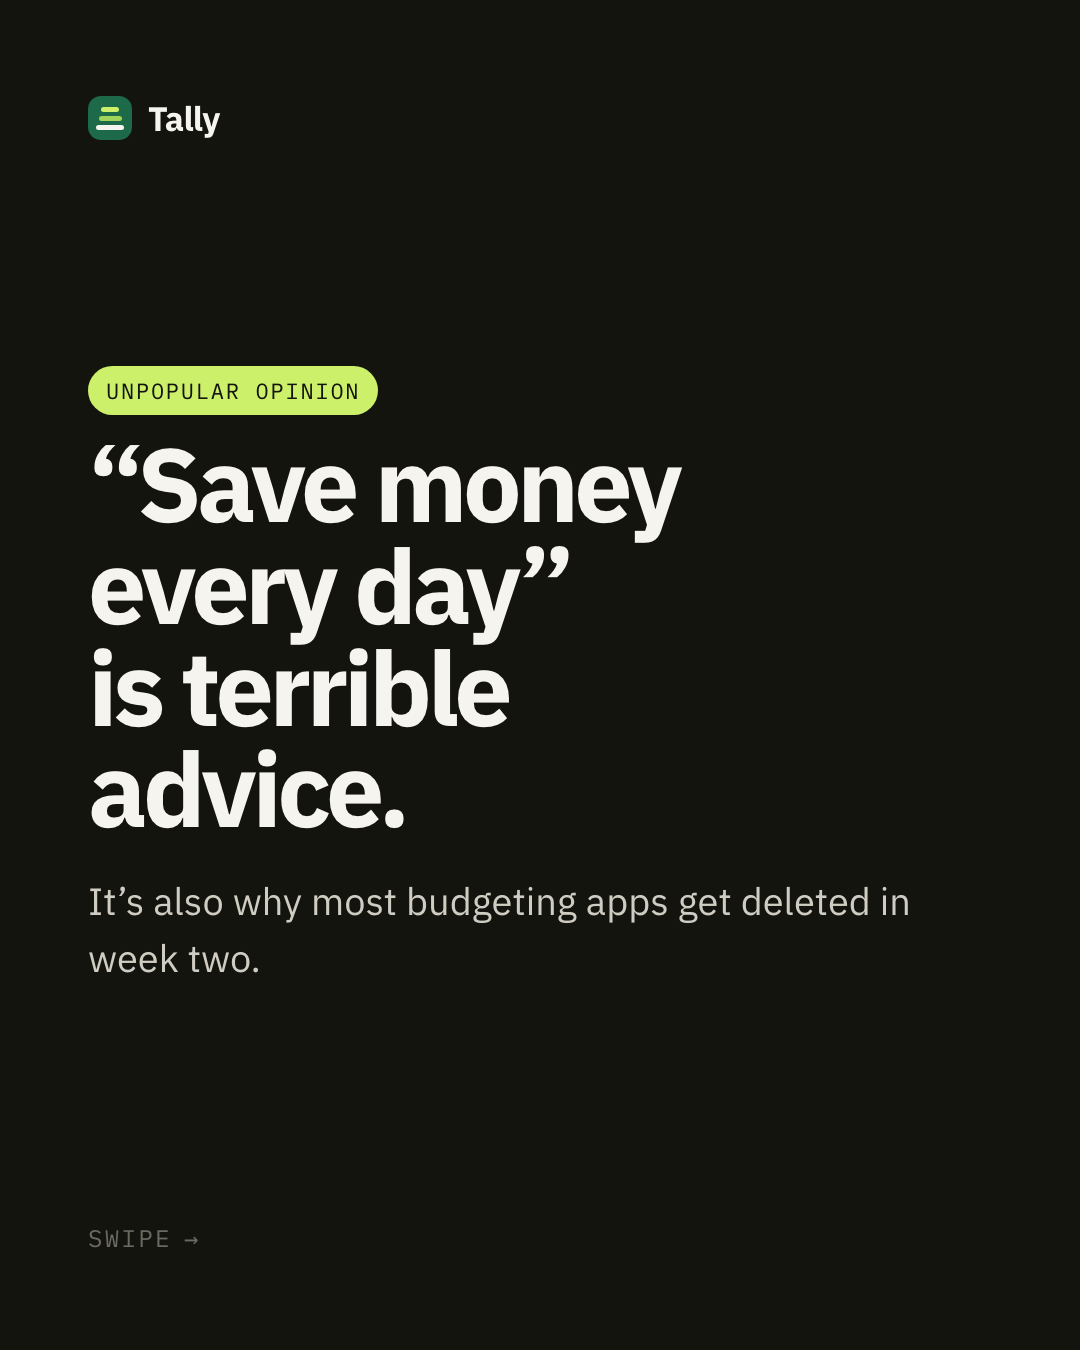 Tally
UNPOPULAR OPINION
“Save money
every day”
is terrible
advice.
It’s also why most budgeting apps get deleted in
week two.
SWIPE →